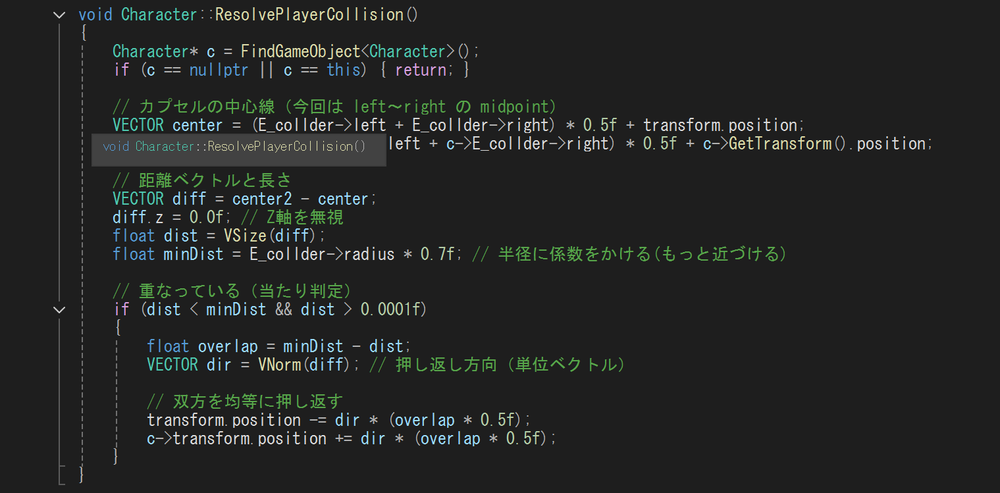 void Character::ResolvePlayerCollision()
{
Character* c = FindGameObject<Character>();
if (c == nullptr || c == this) { return; }
// カプセルの中心線（今回は left～right の midpoint）
VECTOR center = (E_collder->left + E_collder->right) * 0.5f + transform.position;
void Character::ResolvePlayerCollision()
left + c->E_collder->right) * 0.5f + c->GetTransform().position;
// 距離ベクトルと長さ
VECTOR diff = center2 - center;
diff.z = 0.0f; // Z軸を無視
float dist = VSize(diff);
float minDist = E_collder->radius * 0.7f; // 半径に係数をかける(もっと近づける)
// 重なっている（当たり判定）
if (dist < minDist && dist > 0.0001f)
{
float overlap = minDist - dist;
VECTOR dir = VNorm(diff); // 押し返し方向（単位ベクトル）
// 双方を均等に押し返す
transform.position -= dir * (overlap * 0.5f);
c->transform.position += dir * (overlap * 0.5f);
}
}